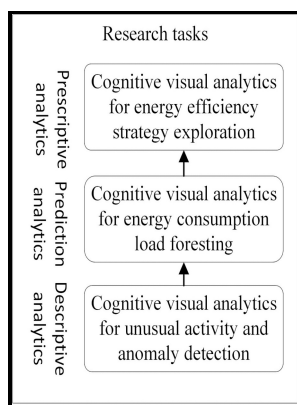 Research tasks
Prescriptive
analytics
Cognitive visual analytics
for energy efficiency
strategy exploration
Prediction
analytics
Cognitive visual analytics
for energy consumption
load foresting
Descriptive
analytics
Cognitive visual analytics
for unusual activity and
anomaly detection